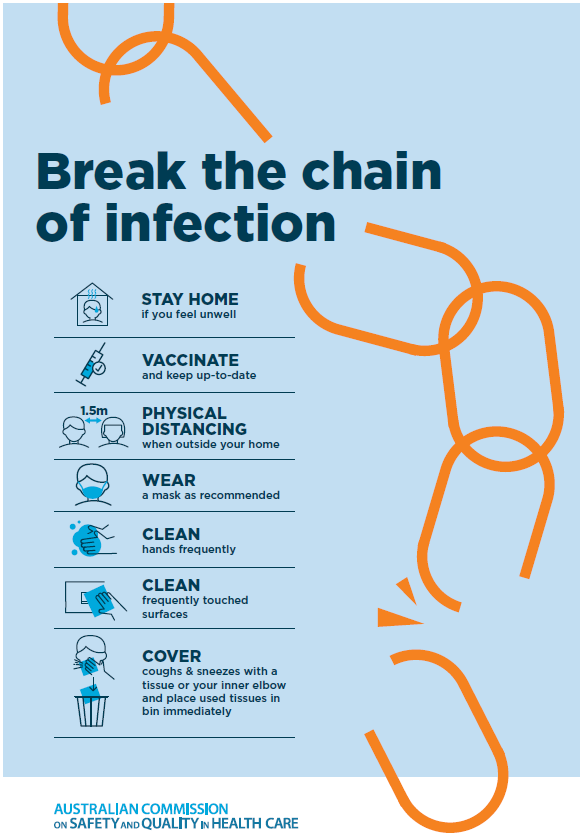 Break the chain
of infection
STAY HOME
if you feel unwell
VACCINATE
and keep up-to-date
1.5m
PHYSICAL
DISTANCING
when outside your home
WEAR
a mask as recommended
CLEAN
hands frequently
CLEAN
frequently touched
surfaces
COVER
coughs & sneezes with a
tissue or your inner elbow
and place used tissues in
bin immediately
AUSTRALIAN COMMISSION
ON SAFETY AND QUALITY IN HEALTH CARE